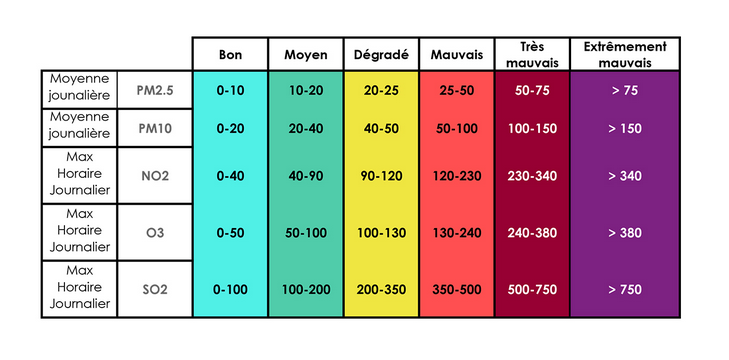 Bon Moyen Dégradé Mauvais Très mauvais Extrêmement mauvais
Moyenne jounalière PM2.5 0-10 10-20 20-25 25-50 50-75 > 75
Moyenne jounalière PM10 0-20 20-40 40-50 50-100 100-150 > 150
Max Horaire Journalier NO2 0-40 40-90 90-120 120-230 230-340 > 340
Max Horaire Journalier O3 0-50 50-100 100-130 130-240 240-380 > 380
Max Horaire Journalier SO2 0-100 100-200 200-350 350-500 500-750 > 750